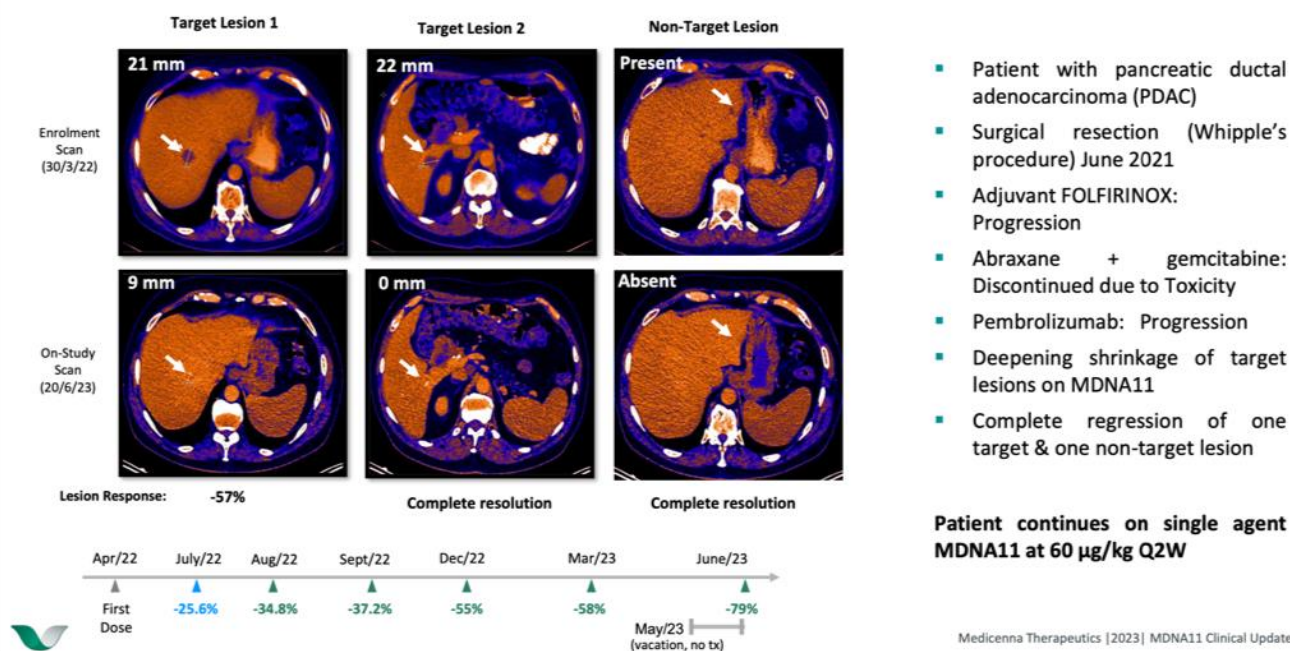 Target Lesion 1
Target Lesion 2
Non-Target Lesion
Enrolment
Scan
(30/3/22)
21 mm
22 mm
Present
On-Study
Scan
(20/6/23)
9 mm
0 mm
Absent
Lesion Response:
-57%
Complete resolution
Complete resolution
Apr/22
July/22
Aug/22
Sept/22
Dec/22
Mar/23
June/23
First
Dose
-25.6%
-34.8%
-37.2%
-55%
-58%
-79%
May/23
(vacation, no tx)
▪ Patient with pancreatic ductal
adenocarcinoma (PDAC)
▪ Surgical resection (Whipple's
procedure) June 2021
▪ Adjuvant FOLFIRINOX:
Progression
▪ Abraxane + gemcitabine:
Discontinued due to Toxicity
▪ Pembrolizumab: Progression
▪ Deepening shrinkage of target
lesions on MDNA11
▪ Complete regression of one
target & one non-target lesion
Patient continues on single agent
MDNA11 at 60 µg/kg Q2W
Medicenna Therapeutics |2023| MDNA11 Clinical Update